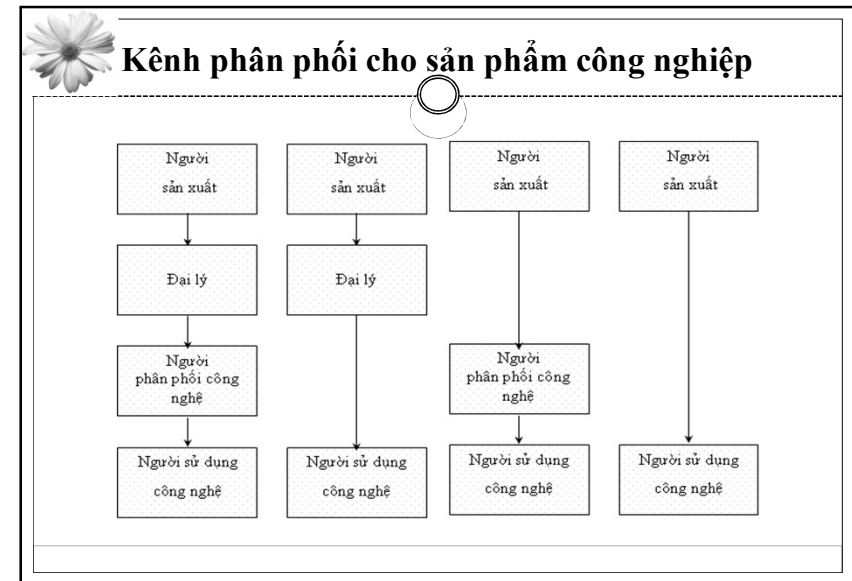 Kênh phân phối cho sản phẩm công nghiệp
Người
sản xuất
Người
sản xuất
Người
sản xuất
Người
sản xuất
Đại lý
Đại lý
Người
phân phối công
nghệ
Người
phân phối công
nghệ
Người sử dụng
công nghệ
Người sử dụng
công nghệ
Người sử dụng
công nghệ
Người sử dụng
công nghệ